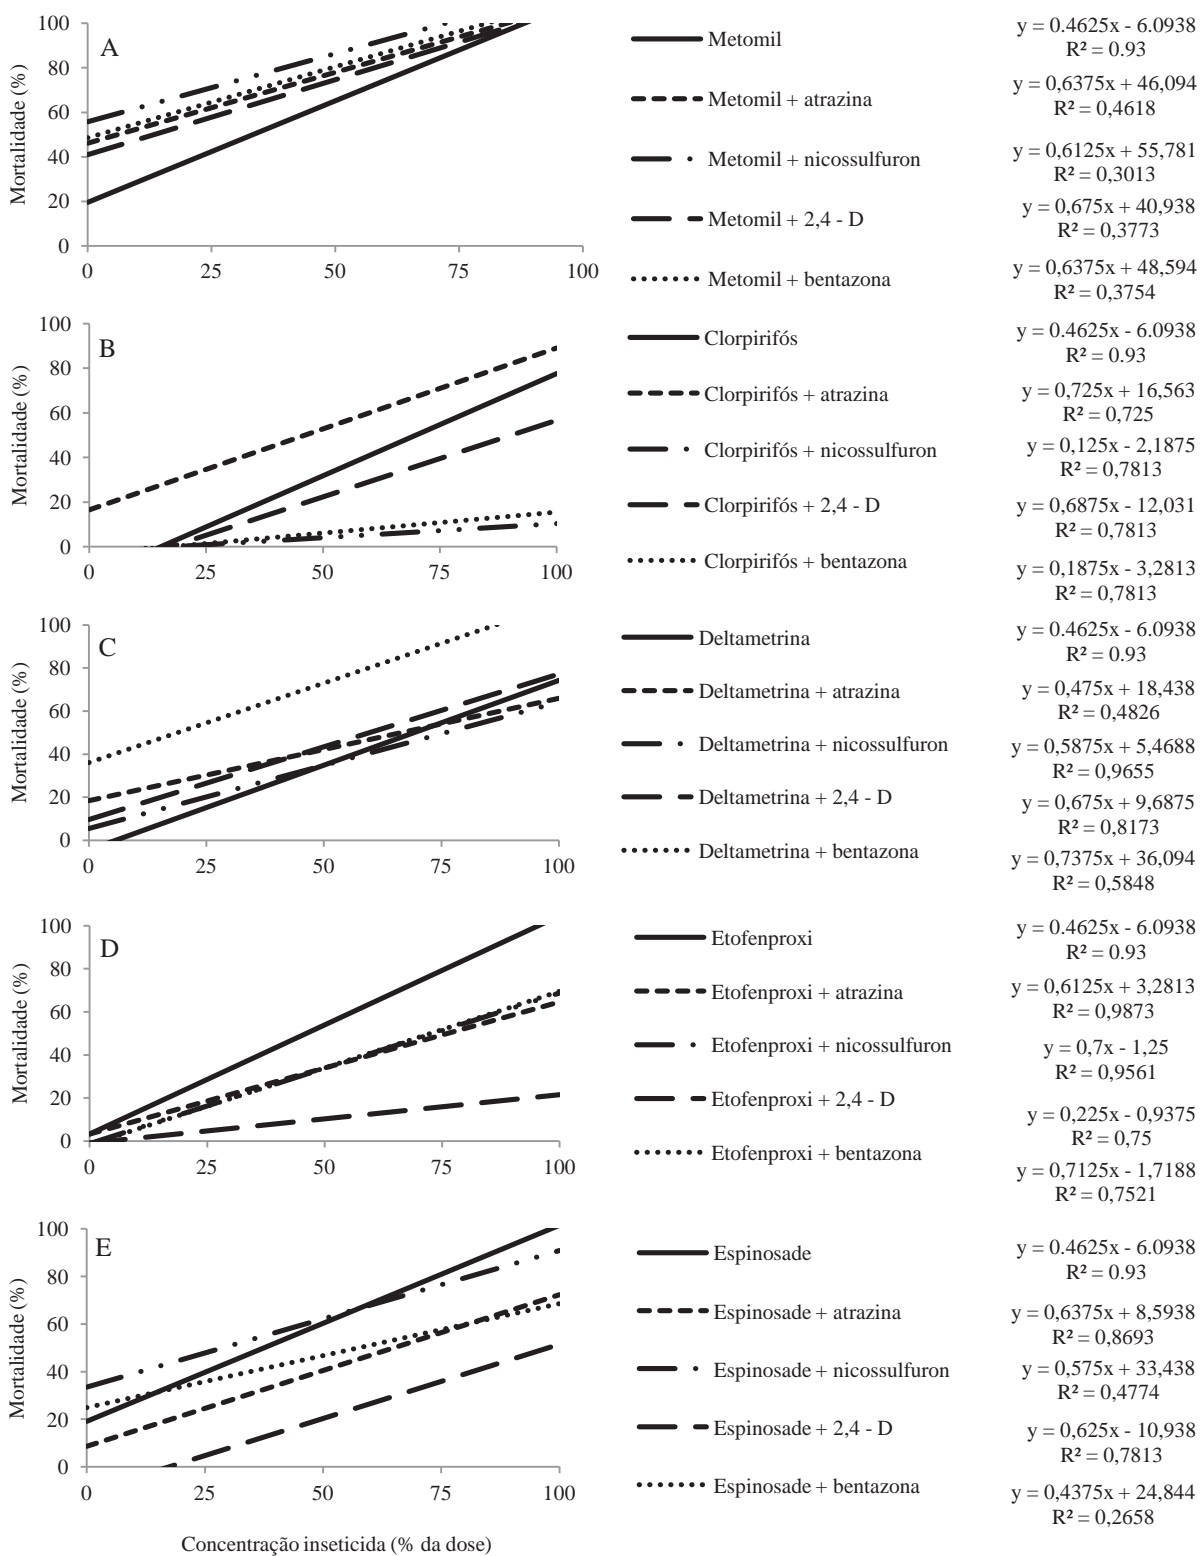 A
Mortalidade (%)
100
80
60
40
20
0
0 25 50 75 100
Metomil
y = 0.4625x - 6.0938
R² = 0.93
Metomil + atrazina
y = 0,6375x + 46,094
R² = 0,4618
Metomil + nicossulfuron
y = 0,6125x + 55,781
R² = 0,3013
Metomil + 2,4 - D
y = 0,675x + 40,938
R² = 0,3773
Metomil + bentazona
y = 0,6375x + 48,594
R² = 0,3754
B
Mortalidade (%)
100
80
60
40
20
0
0 25 50 75 100
Clorpirifós
y = 0.4625x - 6.0938
R² = 0.93
Clorpirifós + atrazina
y = 0,725x + 16,563
R² = 0,725
Clorpirifós + nicossulfuron
y = 0,125x - 2,1875
R² = 0,7813
Clorpirifós + 2,4 - D
y = 0,6875x - 12,031
R² = 0,7813
Clorpirifós + bentazona
y = 0,1875x - 3,2813
R² = 0,7813
C
Mortalidade (%)
100
80
60
40
20
0
0 25 50 75 100
Deltametrina
y = 0.4625x - 6.0938
R² = 0.93
Deltametrina + atrazina
y = 0,475x + 18,438
R² = 0,4826
Deltametrina + nicossulfuron
y = 0,5875x + 5,4688
R² = 0,9655
Deltametrina + 2,4 - D
y = 0,675x + 9,6875
R² = 0,8173
Deltametrina + bentazona
y = 0,7375x + 36,094
R² = 0,5848
D
Mortalidade (%)
100
80
60
40
20
0
0 25 50 75 100
Etofenproxi
y = 0.4625x - 6.0938
R² = 0.93
Etofenproxi + atrazina
y = 0,6125x + 3,2813
R² = 0,9873
Etofenproxi + nicossulfuron
y = 0,7x - 1,25
R² = 0,9561
Etofenproxi + 2,4 - D
y = 0,225x - 0,9375
R² = 0,75
Etofenproxi + bentazona
y = 0,7125x - 1,7188
R² = 0,7521
E
Mortalidade (%)
100
80
60
40
20
0
0 25 50 75 100
Espinosade
y = 0.4625x - 6.0938
R² = 0.93
Espinosade + atrazina
y = 0,6375x + 8,5938
R² = 0,8693
Espinosade + nicossulfuron
y = 0,575x + 33,438
R² = 0,4774
Espinosade + 2,4 - D
y = 0,625x - 10,938
R² = 0,7813
Espinosade + bentazona
y = 0,4375x + 24,844
R² = 0,2658
Concentração inseticida (% da dose)